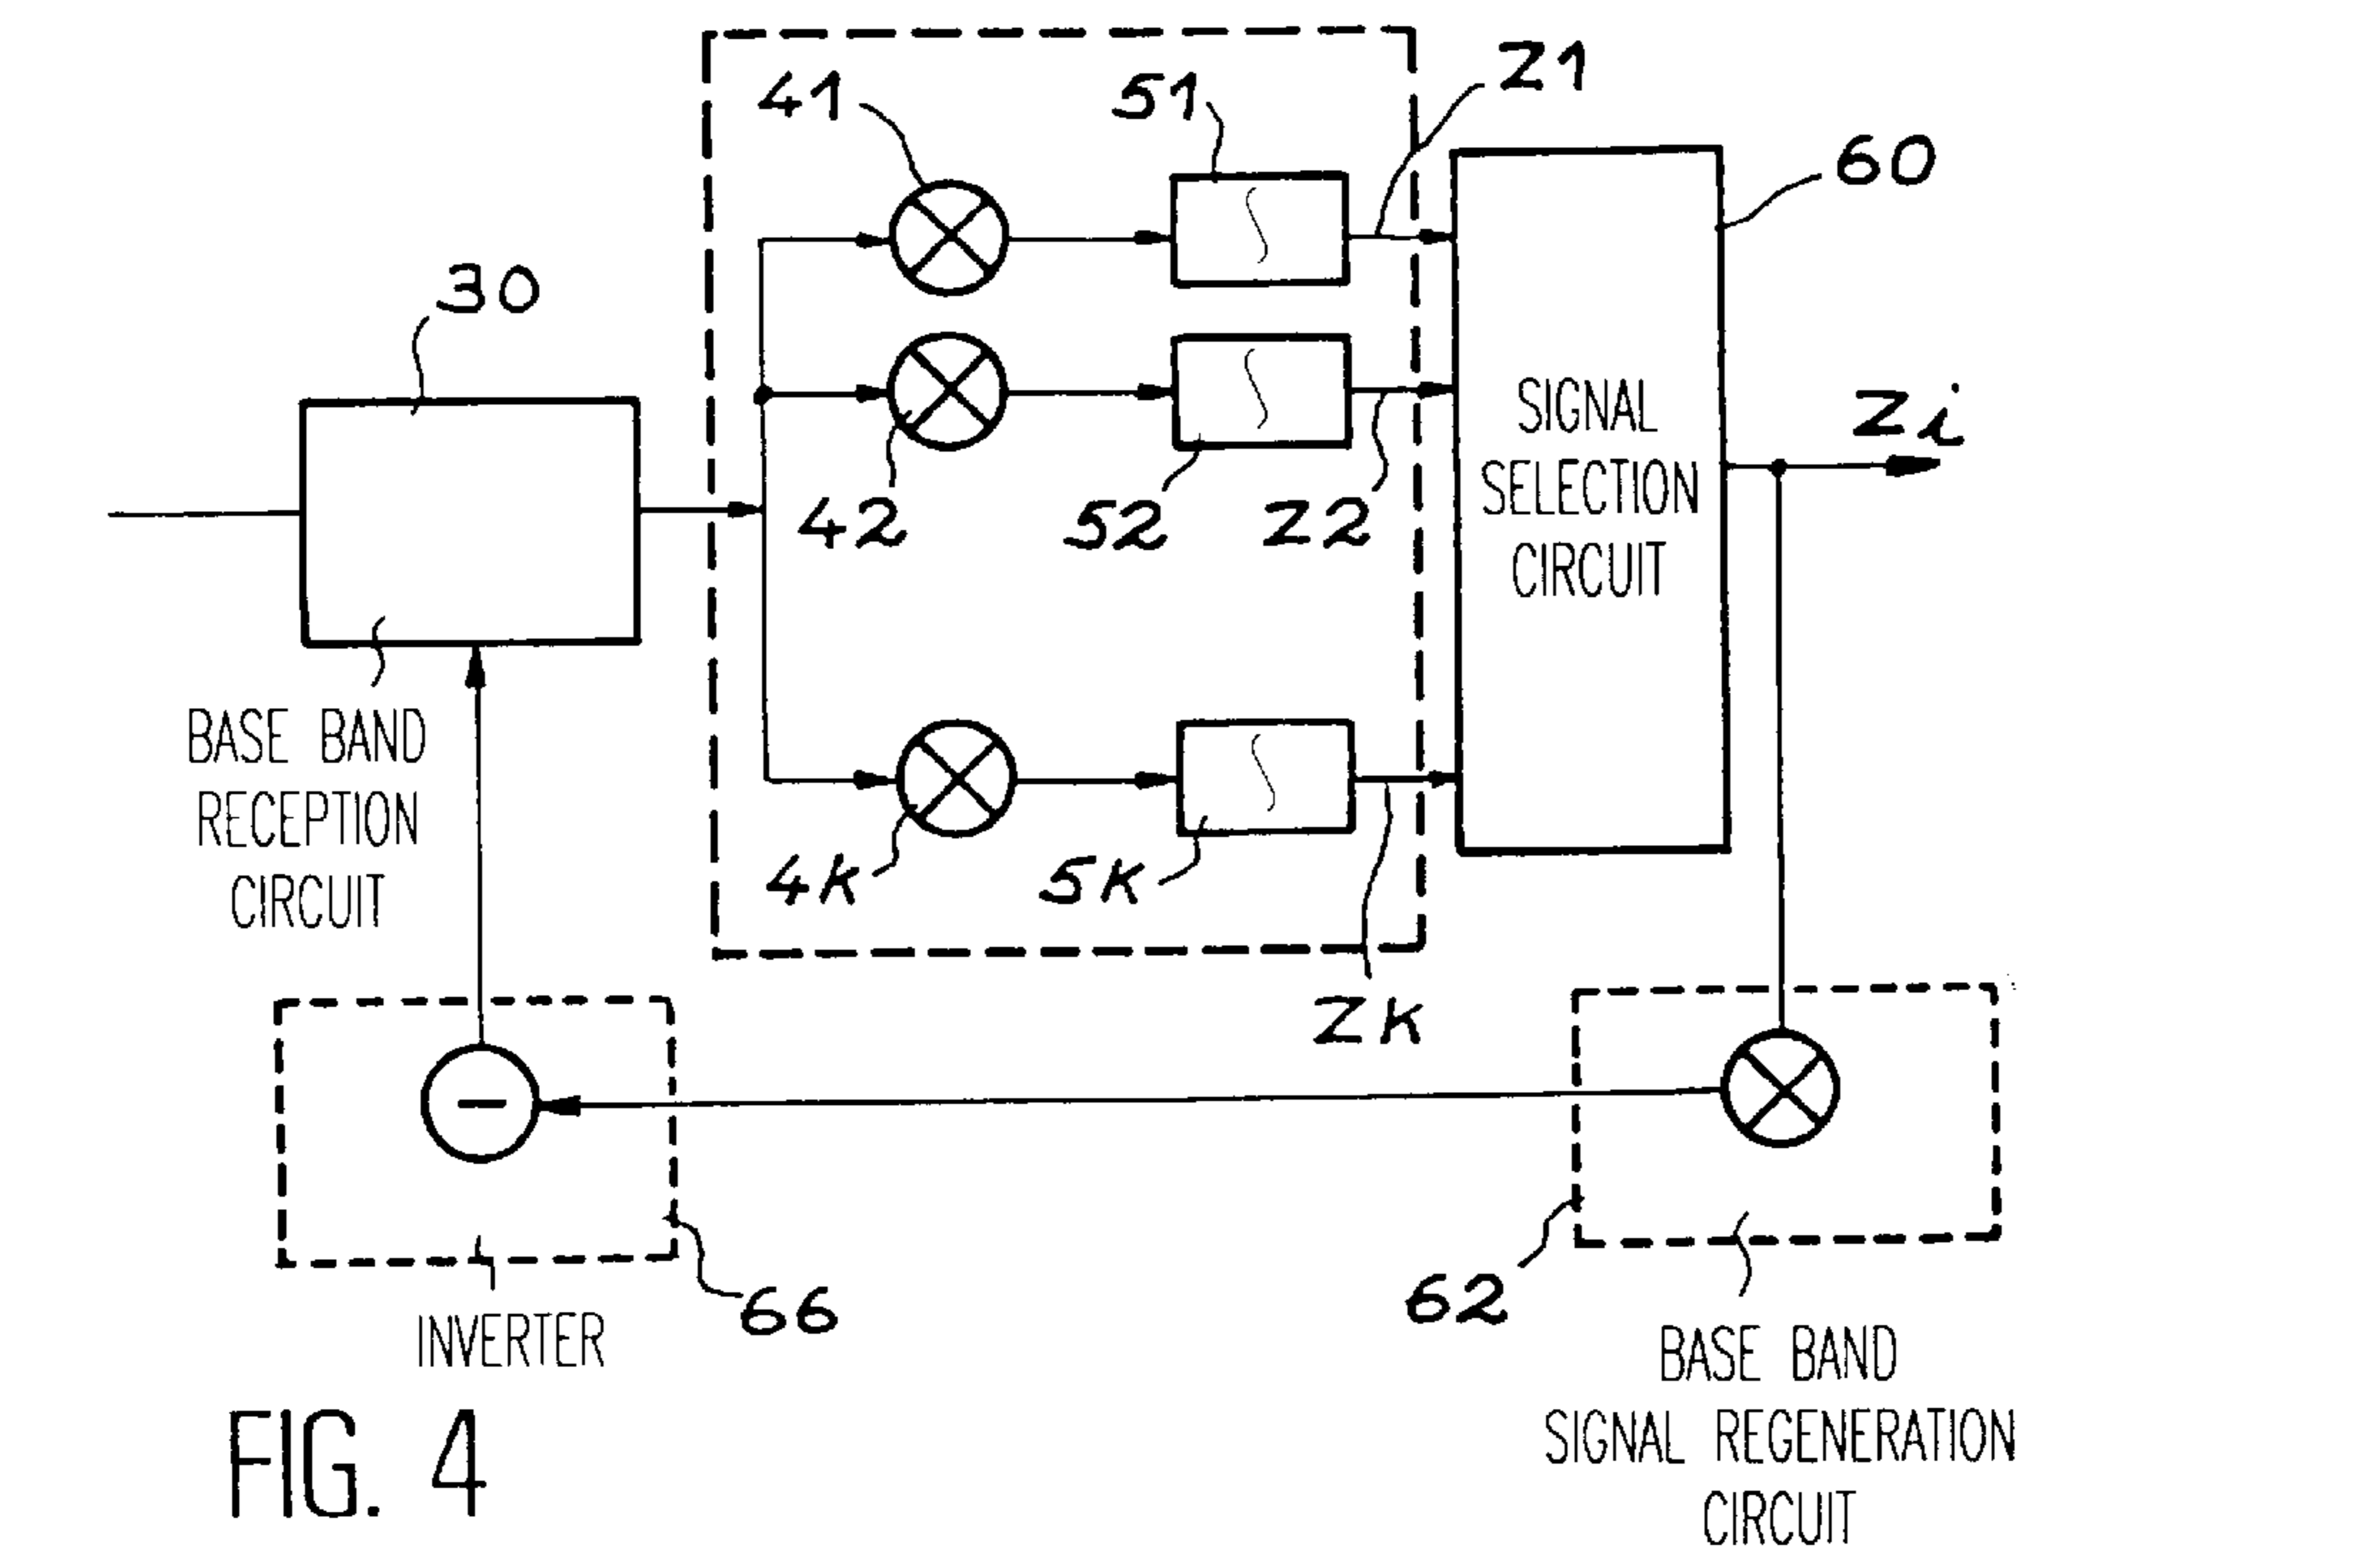 41
51
Z1
60
30
42
52
Z2
SIGNAL
SELECTION
CIRCUIT
Zi
BASE BAND
RECEPTION
CIRCUIT
4k
5k
Zk
INVERTER
66
62
BASE BAND
SIGNAL REGENERATION
CIRCUIT
FIG. 4